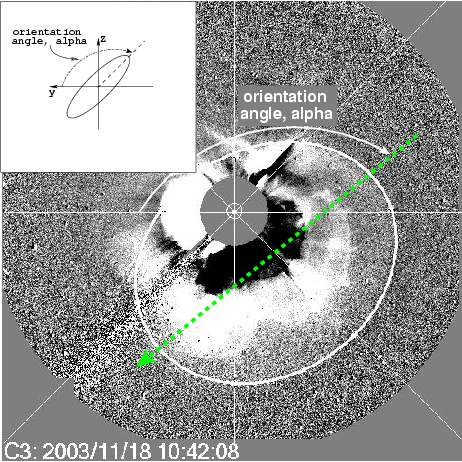 orientation
angle, alpha
z
y
orientation
angle, alpha
C3: 2003/11/18 10:42:08